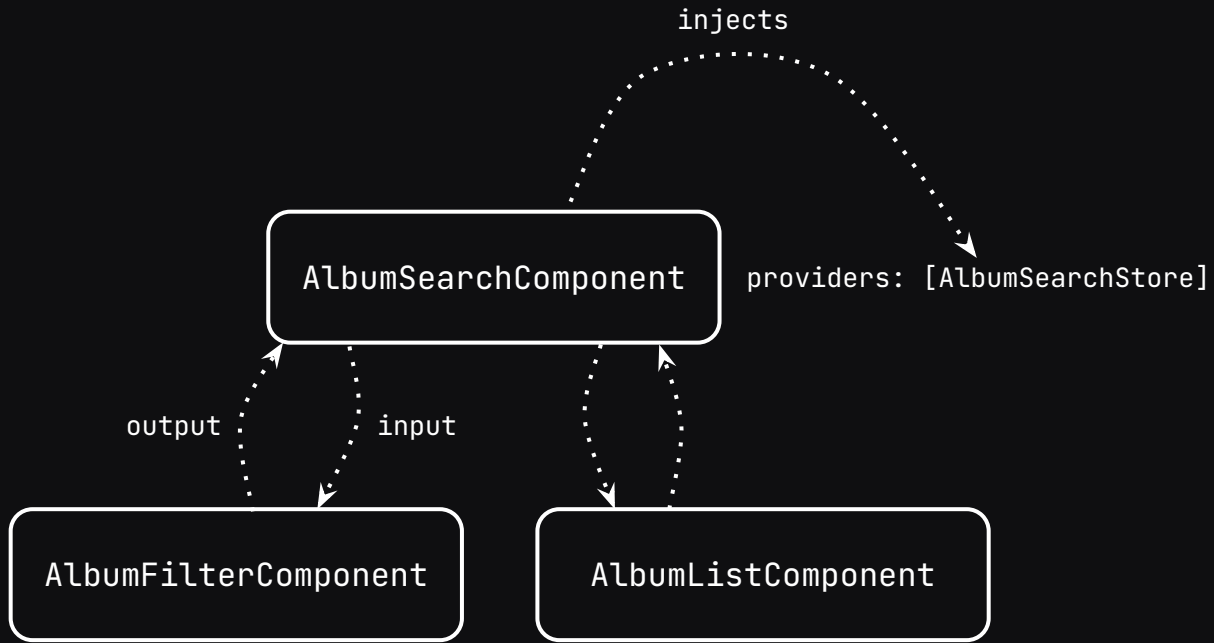 injects
AlbumSearchComponent
providers: [AlbumSearchStore]
output
input
AlbumFilterComponent
AlbumListComponent